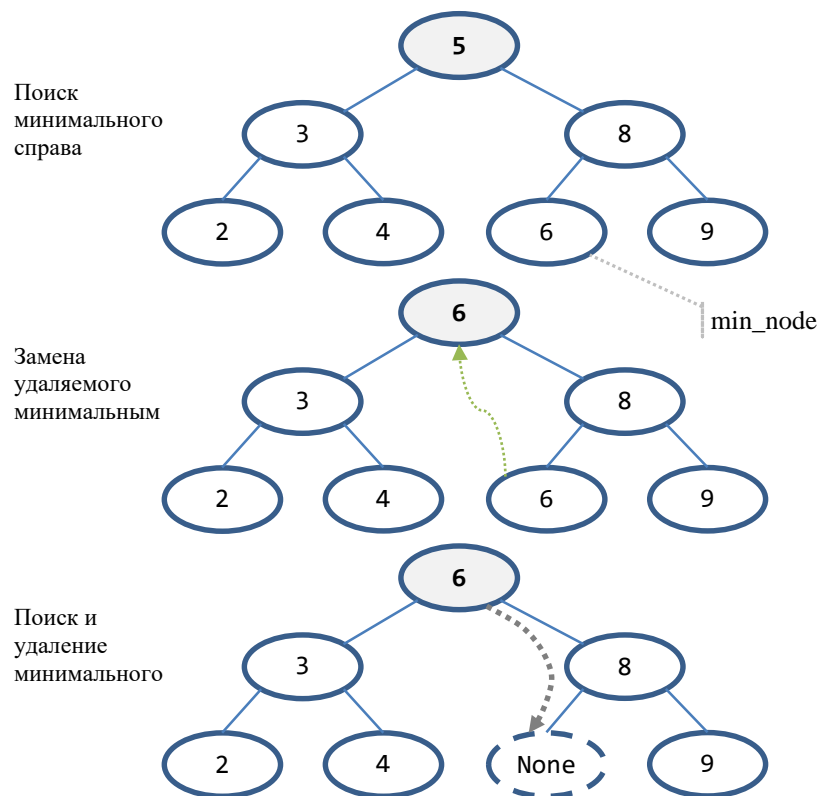 5
Поиск
минимального
справа
3
8
2
4
6
9
min_node
6
Замена
удаляемого
минимальным
3
8
2
4
6
9
6
Поиск и
удаление
минимального
3
8
2
4
None
9